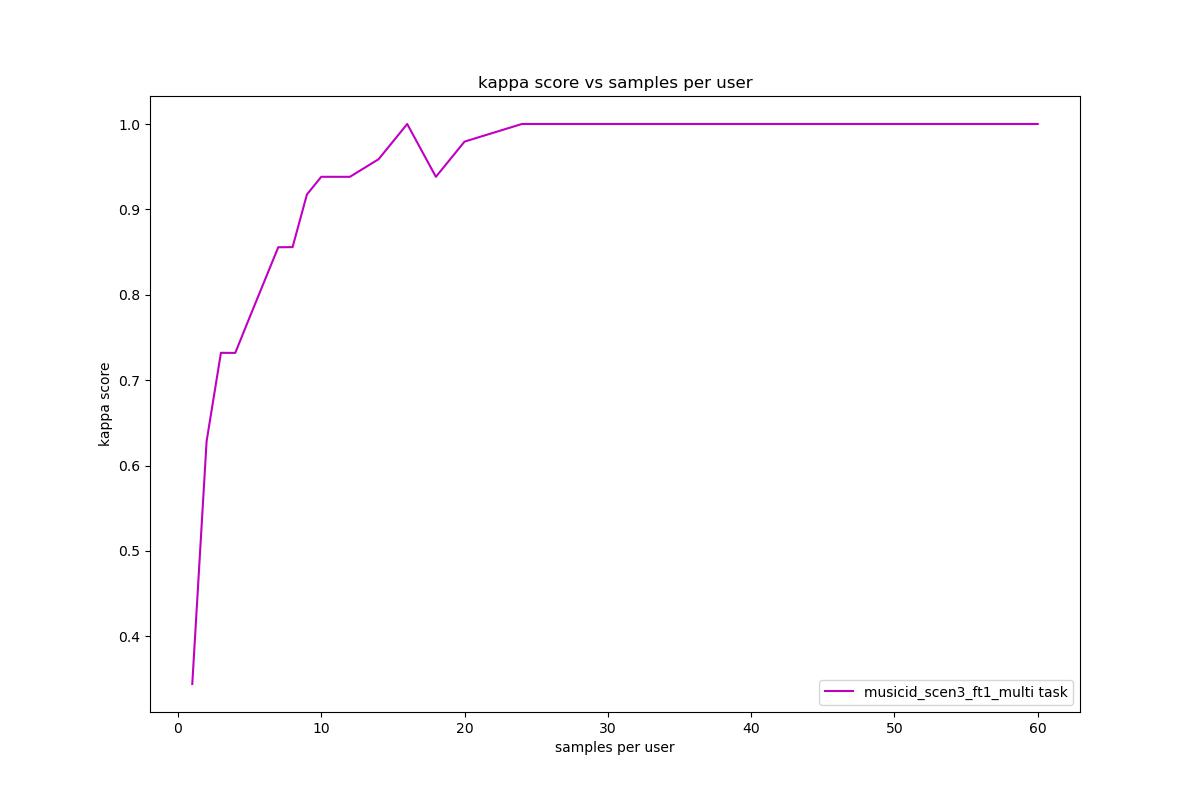 kappa score vs samples per user
kappa score
1.0
0.9
0.8
0.7
0.6
0.5
0.4
musicid_scen3_ft1_multi task
0 10 20 30 40 50 60
samples per user